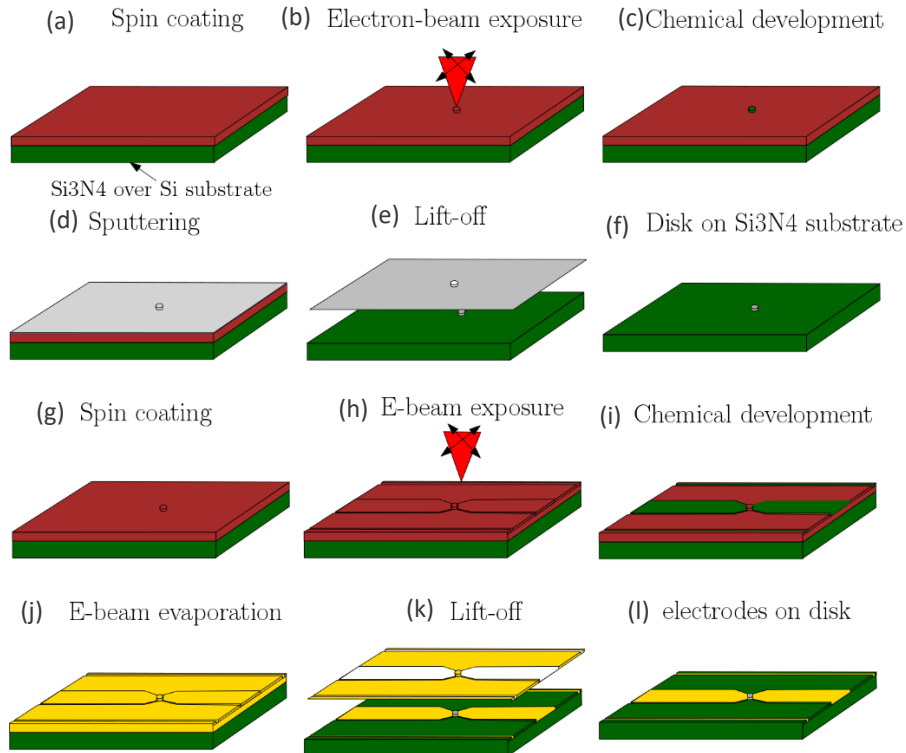 (a) Spin coating
(b) Electron-beam exposure
(c) Chemical development
Si3N4 over Si substrate
(d) Sputtering
(e) Lift-off
(f) Disk on Si3N4 substrate
(g) Spin coating
(h) E-beam exposure
(i) Chemical development
(j) E-beam evaporation
(k) Lift-off
(l) electrodes on disk